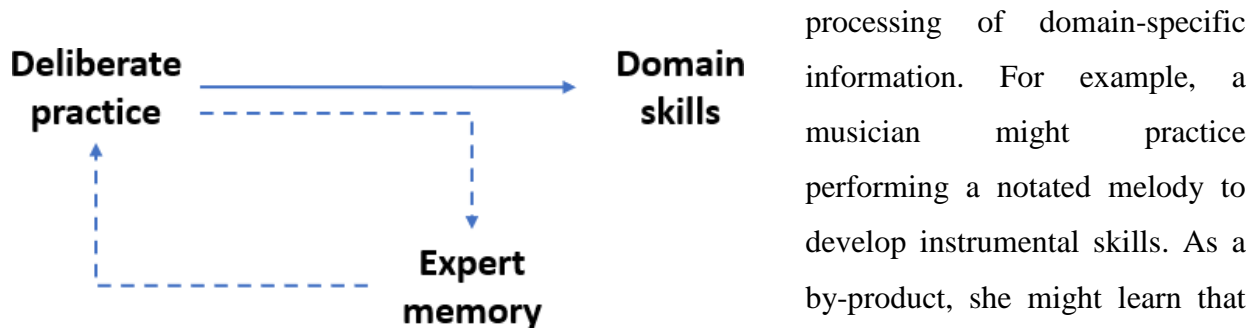 Deliberate
practice
Domain
skills
Expert
memory
processing of domain-specific
information. For example, a
musician might practice
performing a notated melody to
develop instrumental skills. As a
by-product, she might learn that